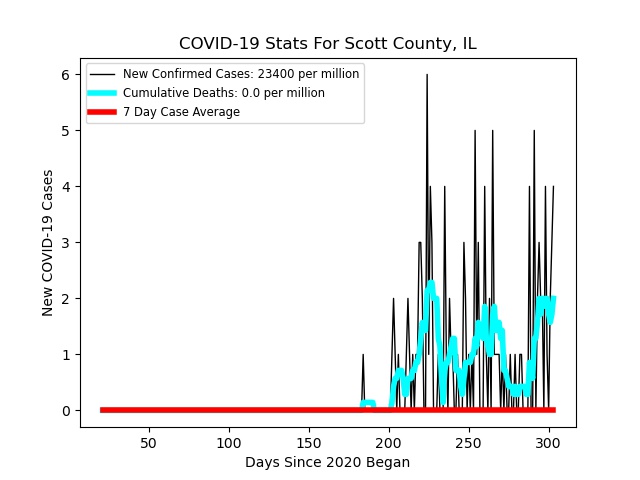 COVID-19 Stats For Scott County, IL
New Confirmed Cases: 23400 per million
Cumulative Deaths: 0.0 per million
7 Day Case Average
New COVID-19 Cases
6
5
4
3
2
1
0
50 100 150 200 250 300
Days Since 2020 Began